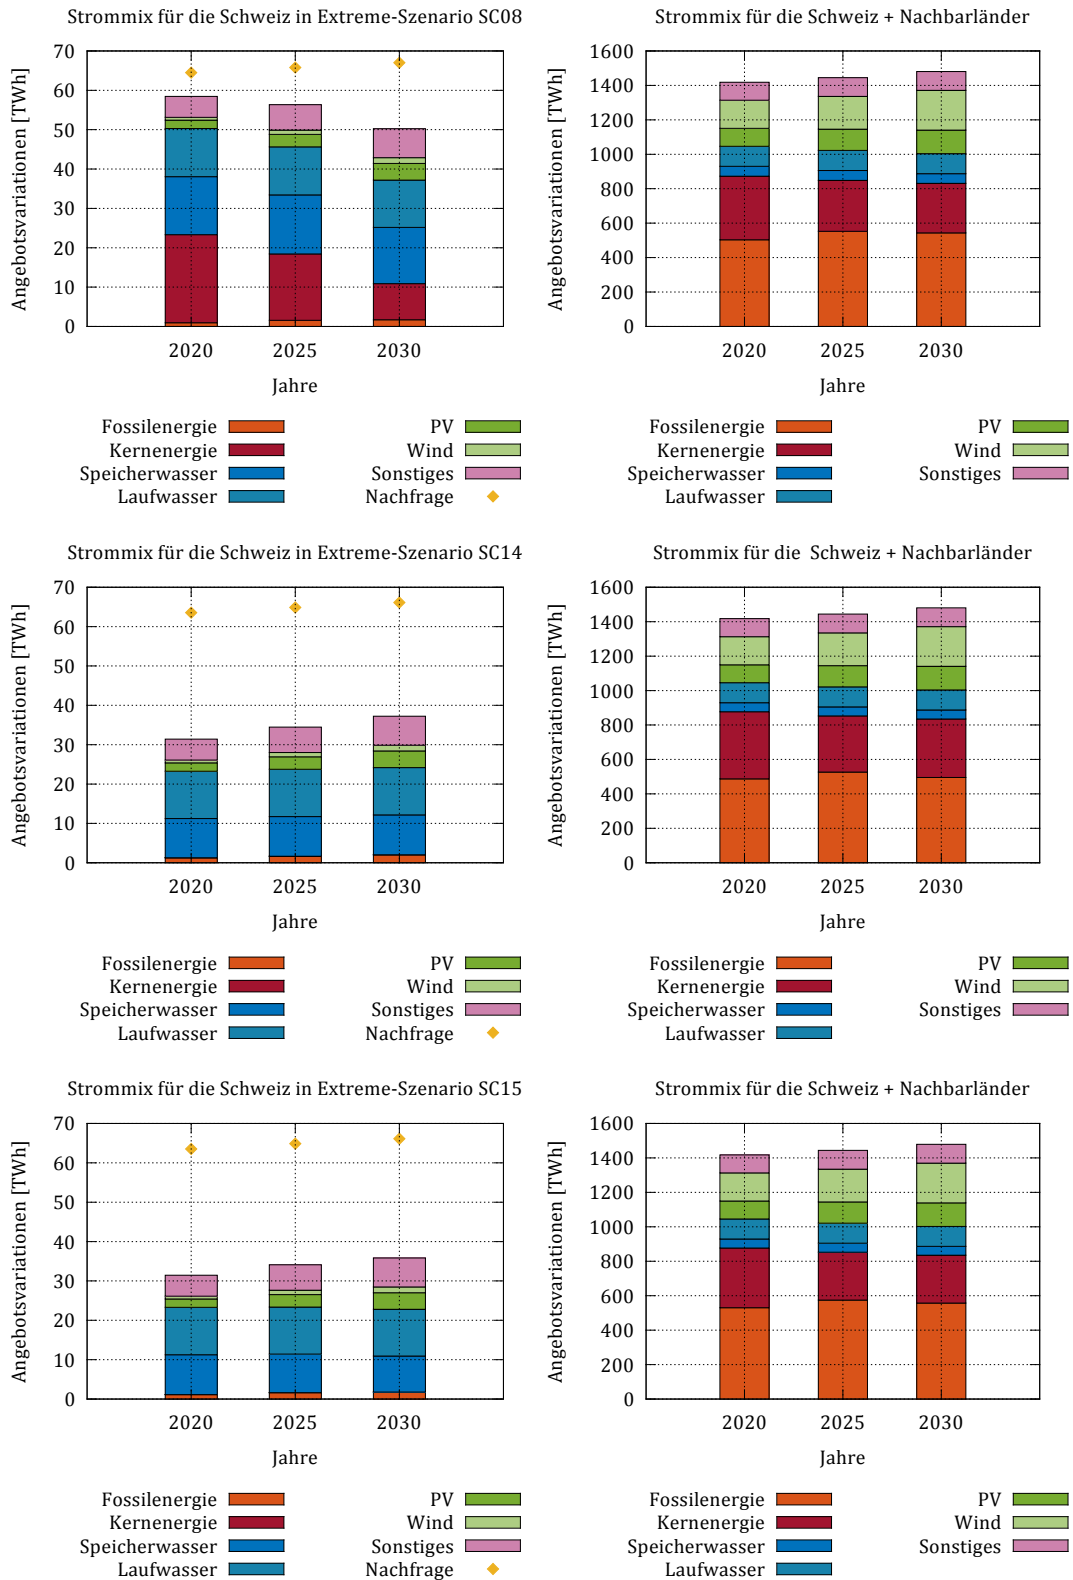 Strommix für die Schweiz in Extreme-Szenario SC08
Angebotsvariationen [TWh]
70
60
50
40
30
20
10
0
2020 2025 2030
Jahre
Fossilenergie PV
Kernenergie Wind
Speicherwasser Sonstiges
Laufwasser Nachfrage
Strommix für die Schweiz + Nachbarländer
Angebotsvariationen [TWh]
1600
1400
1200
1000
800
600
400
200
0
2020 2025 2030
Jahre
Fossilenergie PV
Kernenergie Wind
Speicherwasser Sonstiges
Laufwasser
Strommix für die Schweiz in Extreme-Szenario SC14
Angebotsvariationen [TWh]
70
60
50
40
30
20
10
0
2020 2025 2030
Jahre
Fossilenergie PV
Kernenergie Wind
Speicherwasser Sonstiges
Laufwasser Nachfrage
Strommix für die Schweiz + Nachbarländer
Angebotsvariationen [TWh]
1600
1400
1200
1000
800
600
400
200
0
2020 2025 2030
Jahre
Fossilenergie PV
Kernenergie Wind
Speicherwasser Sonstiges
Laufwasser
Strommix für die Schweiz in Extreme-Szenario SC15
Angebotsvariationen [TWh]
70
60
50
40
30
20
10
0
2020 2025 2030
Jahre
Fossilenergie PV
Kernenergie Wind
Speicherwasser Sonstiges
Laufwasser Nachfrage
Strommix für die Schweiz + Nachbarländer
Angebotsvariationen [TWh]
1600
1400
1200
1000
800
600
400
200
0
2020 2025 2030
Jahre
Fossilenergie PV
Kernenergie Wind
Speicherwasser Sonstiges
Laufwasser